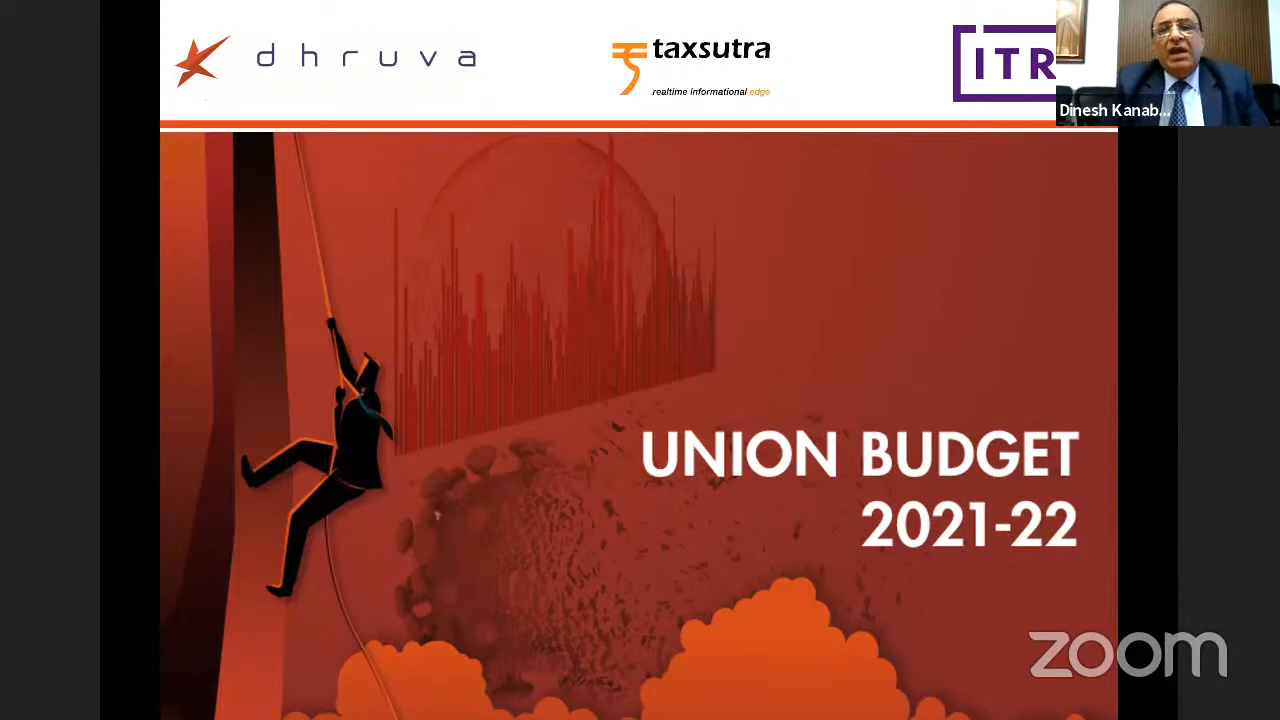 dhruva
taxsutra
realtime informational edge
ITR
Dinesh Kanab...
UNION BUDGET
2021-22
zoom